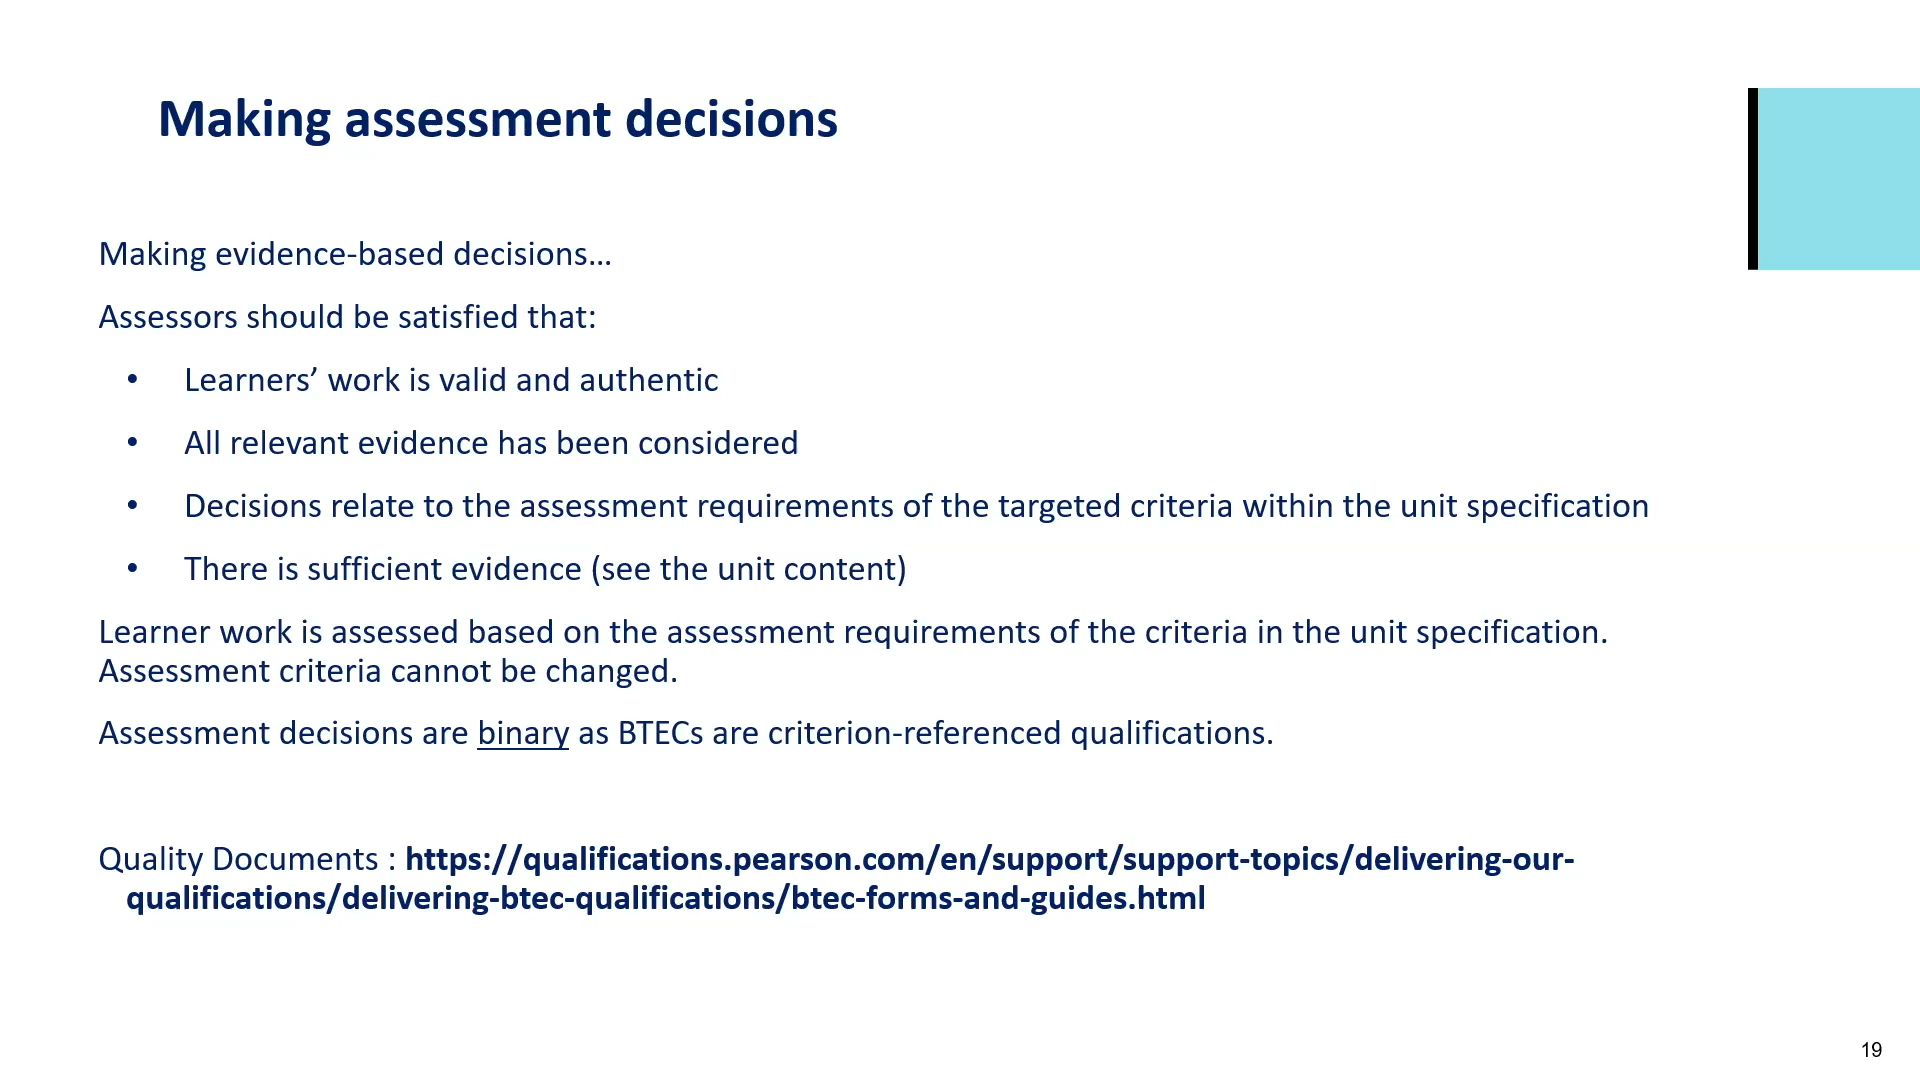 Making assessment decisions
Making evidence-based decisions…
Assessors should be satisfied that:
• Learners’ work is valid and authentic
• All relevant evidence has been considered
• Decisions relate to the assessment requirements of the targeted criteria within the unit specification
• There is sufficient evidence (see the unit content)
Learner work is assessed based on the assessment requirements of the criteria in the unit specification.
Assessment criteria cannot be changed.
Assessment decisions are binary as BTECs are criterion-referenced qualifications.
Quality Documents : https://qualifications.pearson.com/en/support/support-topics/delivering-our-
qualifications/delivering-btec-qualifications/btec-forms-and-guides.html
19